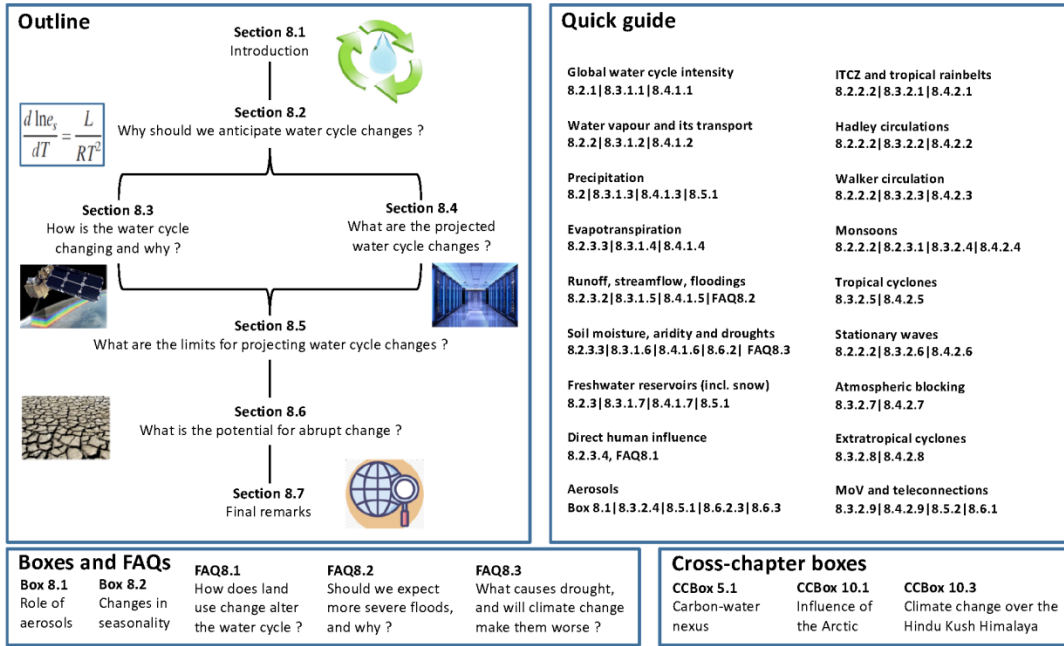 Outline
Section 8.1
Introduction
d lne_s / dT = L / RT^2
Section 8.2
Why should we anticipate water cycle changes ?
Section 8.3
How is the water cycle
changing and why ?
Section 8.4
What are the projected
water cycle changes ?
Section 8.5
What are the limits for projecting water cycle changes ?
Section 8.6
What is the potential for abrupt change ?
Section 8.7
Final remarks
Quick guide
Global water cycle intensity
8.2.1|8.3.1.1|8.4.1.1
Water vapour and its transport
8.2.2|8.3.1.2|8.4.1.2
Precipitation
8.2|8.3.1.3|8.4.1.3|8.5.1
Evapotranspiration
8.2.3.3|8.3.1.4|8.4.1.4
Runoff, streamflow, floodings
8.2.3.2|8.3.1.5|8.4.1.5|FAQ8.2
Soil moisture, aridity and droughts
8.2.3.3|8.3.1.6|8.4.1.6|8.6.2| FAQ8.3
Freshwater reservoirs (incl. snow)
8.2.3|8.3.1.7|8.4.1.7|8.5.1
Direct human influence
8.2.3.4, FAQ8.1
Aerosols
Box 8.1|8.3.2.4|8.5.1|8.6.2.3|8.6.3
ITCZ and tropical rainbelts
8.2.2.2|8.3.2.1|8.4.2.1
Hadley circulations
8.2.2.2|8.3.2.2|8.4.2.2
Walker circulation
8.2.2.2|8.3.2.3|8.4.2.3
Monsoons
8.2.2.2|8.2.3.1|8.3.2.4|8.4.2.4
Tropical cyclones
8.3.2.5|8.4.2.5
Stationary waves
8.2.2.2|8.3.2.6|8.4.2.6
Atmospheric blocking
8.3.2.7|8.4.2.7
Extratropical cyclones
8.3.2.8|8.4.2.8
MoV and teleconnections
8.3.2.9|8.4.2.9|8.5.2|8.6.1
Boxes and FAQs
Box 8.1
Role of
aerosols
Box 8.2
Changes in
seasonality
FAQ8.1
How does land
use change alter
the water cycle ?
FAQ8.2
Should we expect
more severe floods,
and why ?
FAQ8.3
What causes drought,
and will climate change
make them worse ?
Cross-chapter boxes
CCBox 5.1
Carbon-water
nexus
CCBox 10.1
Influence of
the Arctic
CCBox 10.3
Climate change over the
Hindu Kush Himalaya